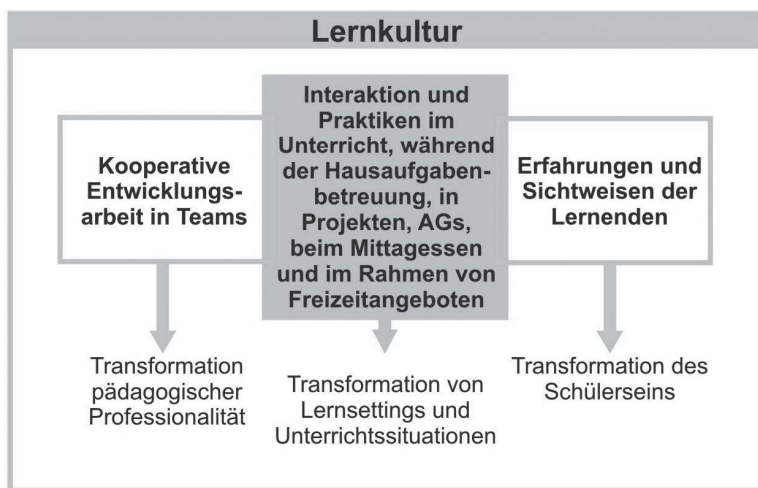 Lernkultur
Kooperative
Entwicklungs-
arbeit in Teams
Interaktion und
Praktiken im
Unterricht, während
der Hausaufgaben-
betreuung, in
Projekten, AGs,
beim Mittagessen
und im Rahmen von
Freizeitangeboten
Erfahrungen und
Sichtweisen der
Lernenden
Transformation
pädagogischer
Professionalität
Transformation von
Lernsettings und
Unterrichtssituationen
Transformation des
Schülerseins